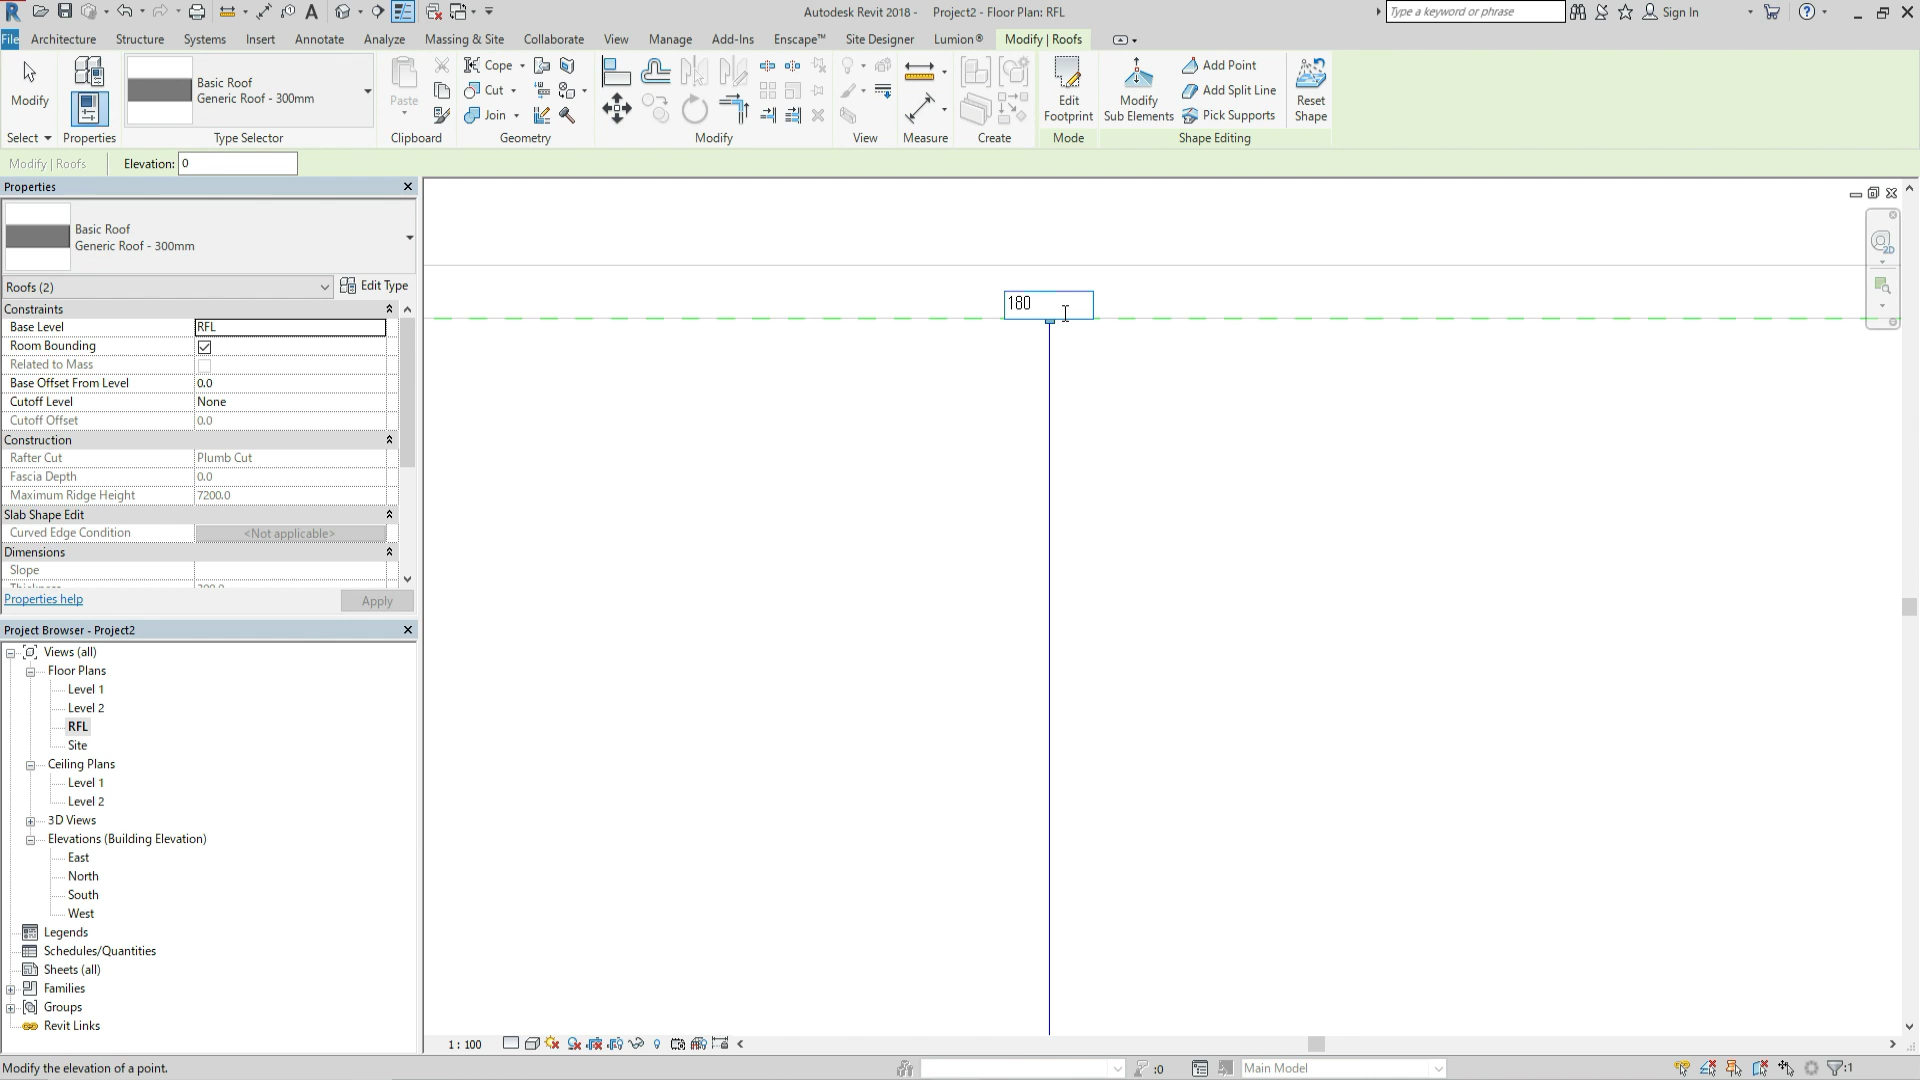 Autodesk Revit 2018 - Project2 - Floor Plan: RFL
Type a keyword or phrase
Sign In
File Architecture Structure Systems Insert Annotate Analyze Massing & Site Collaborate View Manage Add-Ins Enscape™ Site Designer Lumion® Modify | Roofs
Modify
Select
Properties
Basic Roof
Generic Roof - 300mm
Type Selector
Paste
Clipboard
Cope
Cut
Join
Geometry
Modify
View
Measure
Create
Edit
Footprint
Mode
Modify
Sub Elements
Add Point
Add Split Line
Pick Supports
Reset
Shape
Shape Editing
Modify | Roofs
Elevation: 0
Properties
Basic Roof
Generic Roof - 300mm
Roofs (2)
Edit Type
Constraints
Base Level RFL
Room Bounding
Related to Mass
Base Offset From Level 0.0
Cutoff Level None
Cutoff Offset 0.0
Construction
Rafter Cut Plumb Cut
Fascia Depth 0.0
Maximum Ridge Height 7200.0
Slab Shape Edit
Curved Edge Condition <Not applicable>
Dimensions
Slope
Properties help
Apply
Project Browser - Project2
Views (all)
Floor Plans
Level 1
Level 2
RFL
Site
Ceiling Plans
Level 1
Level 2
3D Views
Elevations (Building Elevation)
East
North
South
West
Legends
Schedules/Quantities
Sheets (all)
Families
Groups
Revit Links
180
2D
1 : 100
Modify the elevation of a point.
:0
Main Model
:1